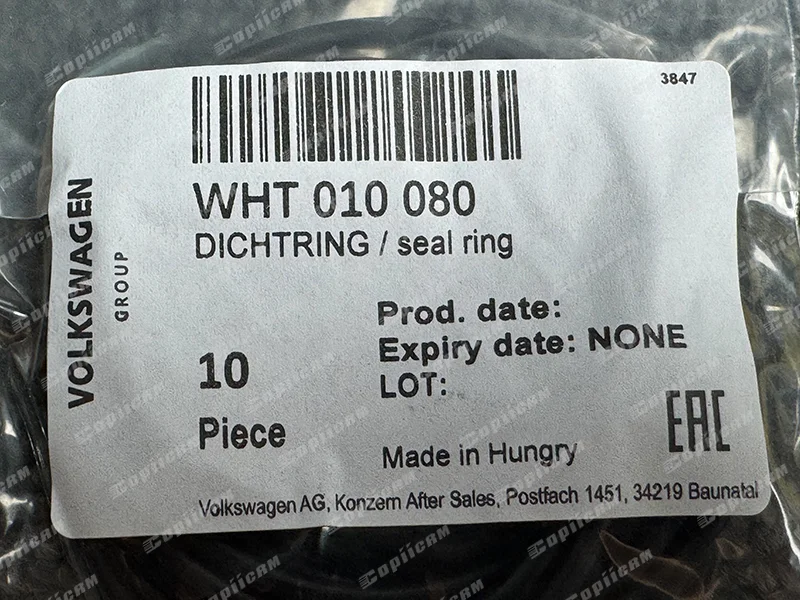 3847
WHT 010 080
DICHTRING / seal ring
VOLKSWAGEN
GROUP
10
Piece
Prod. date:
Expiry date: NONE
LOT:
Made in Hungry
EAC
Volkswagen AG, Konzern After Sales, Postfach 1451, 34219 Baunatal
Copiicam